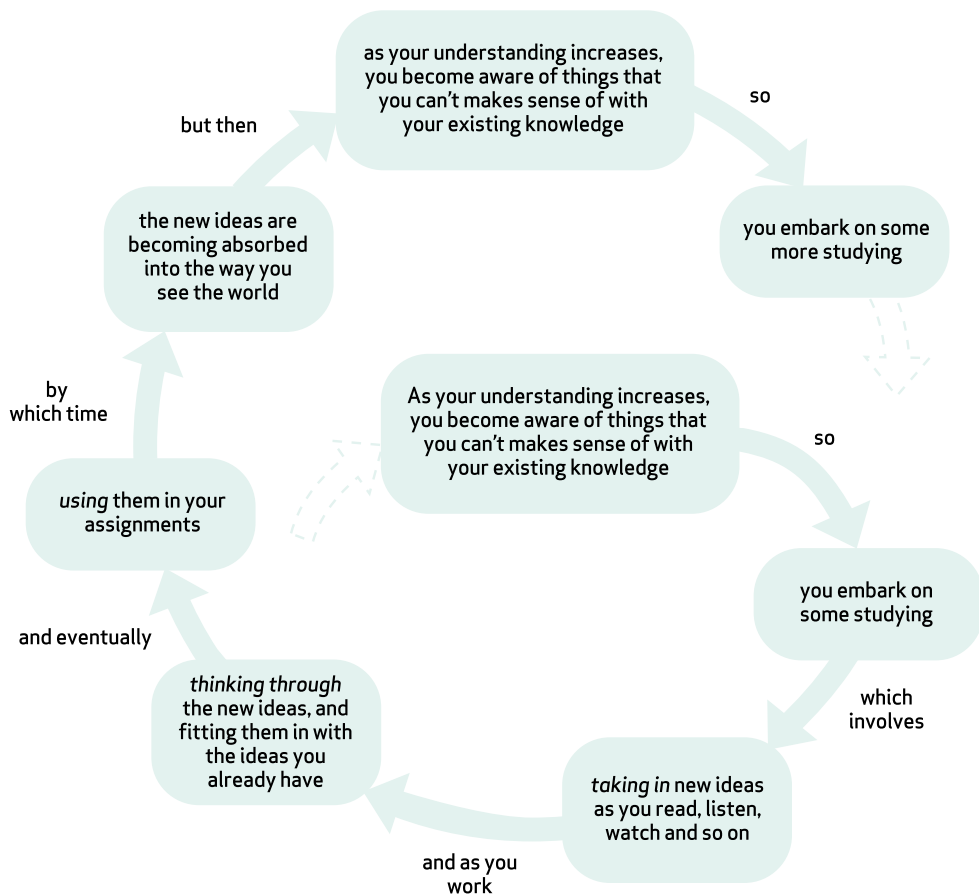 As your understanding increases,
you become aware of things that
you can't makes sense of with
your existing knowledge
so
you embark on
some studying
which
involves
taking in new ideas
as you read, listen,
watch and so on
and as you
work
thinking through
the new ideas, and
fitting them in with
the ideas you
already have
and eventually
using them in your
assignments
by
which time
the new ideas are
becoming absorbed
into the way you
see the world
but then
as your understanding increases,
you become aware of things that
you can't makes sense of with
your existing knowledge
so
you embark on some
more studying